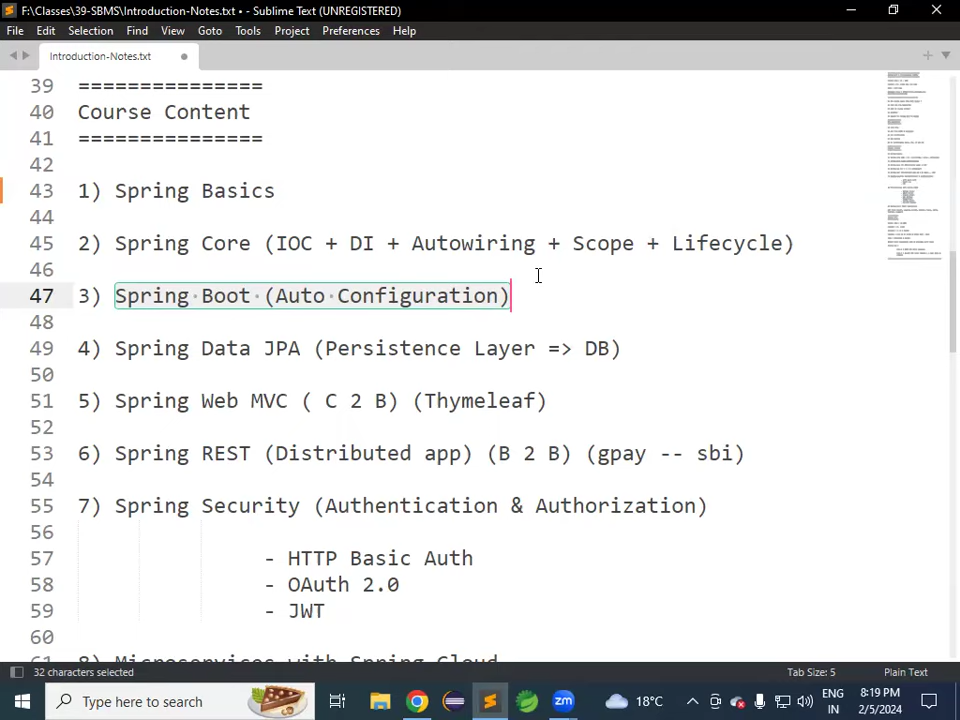 F:\Classes\39-SBMS\Introduction-Notes.txt • - Sublime Text (UNREGISTERED)
File Edit Selection Find View Goto Tools Project Preferences Help
Introduction-Notes.txt
39 ===============
40 Course Content
41 ===============
42
43 1) Spring Basics
44
45 2) Spring Core (IOC + DI + Autowiring + Scope + Lifecycle)
46
47 3) Spring Boot (Auto Configuration)
48
49 4) Spring Data JPA (Persistence Layer => DB)
50
51 5) Spring Web MVC ( C 2 B) (Thymeleaf)
52
53 6) Spring REST (Distributed app) (B 2 B) (gpay -- sbi)
54
55 7) Spring Security (Authentication & Authorization)
56
57 - HTTP Basic Auth
58 - OAuth 2.0
59 - JWT
60
61 8) Microservices with Spring Cloud
32 characters selected Tab Size: 5 Plain Text
Type here to search 18°C ENG IN 8:19 PM 2/5/2024